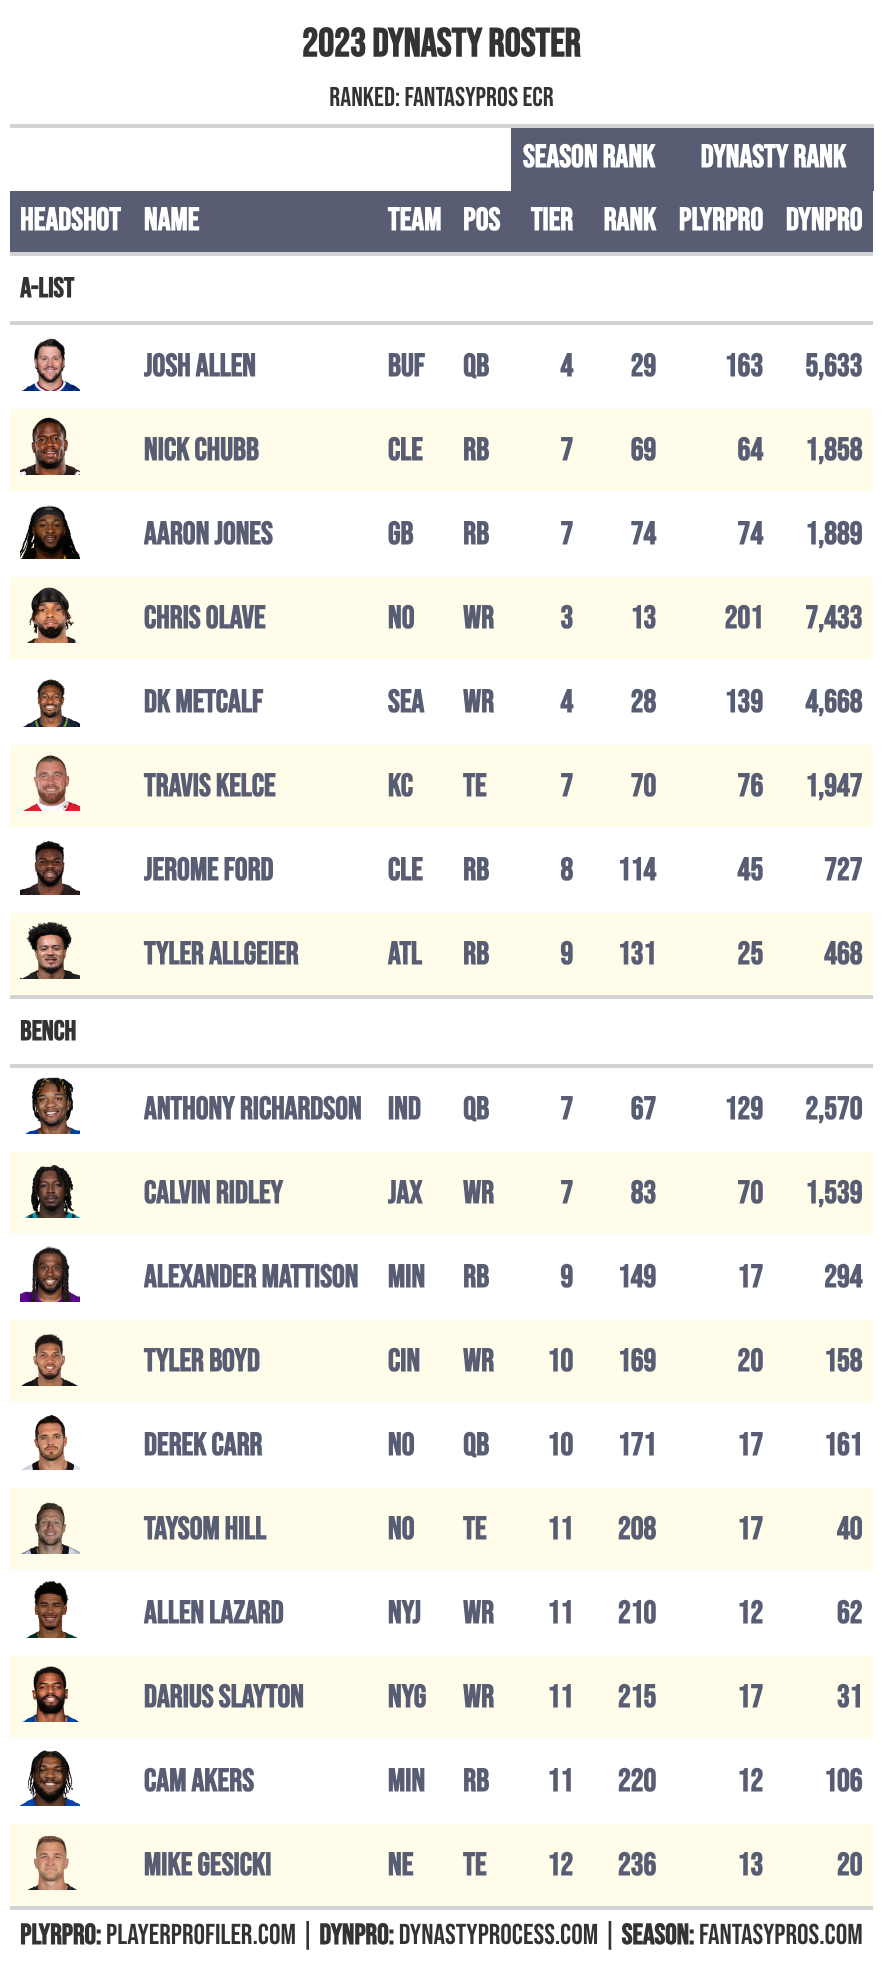 2023 DYNASTY ROSTER
RANKED: FANTASYPROS ECR
SEASON RANK DYNASTY RANK
HEADSHOT NAME TEAM POS TIER RANK PLYRPRO DYNPRO
A-LIST
JOSH ALLEN BUF QB 4 29 163 5,633
NICK CHUBB CLE RB 7 69 64 1,858
AARON JONES GB RB 7 74 74 1,889
CHRIS OLAVE NO WR 3 13 201 7,433
DK METCALF SEA WR 4 28 139 4,668
TRAVIS KELCE KC TE 7 70 76 1,947
JEROME FORD CLE RB 8 114 45 727
TYLER ALLGEIER ATL RB 9 131 25 468
BENCH
ANTHONY RICHARDSON IND QB 7 67 129 2,570
CALVIN RIDLEY JAX WR 7 83 70 1,539
ALEXANDER MATTISON MIN RB 9 149 17 294
TYLER BOYD CIN WR 10 169 20 158
DEREK CARR NO QB 10 171 17 161
TAYSOM HILL NO TE 11 208 17 40
ALLEN LAZARD NYJ WR 11 210 12 62
DARIUS SLAYTON NYG WR 11 215 17 31
CAM AKERS MIN RB 11 220 12 106
MIKE GESICKI NE TE 12 236 13 20
PLYRPRO: PLAYERPROFILER.COM | DYNPRO: DYNASTYPROCESS.COM | SEASON: FANTASYPROS.COM